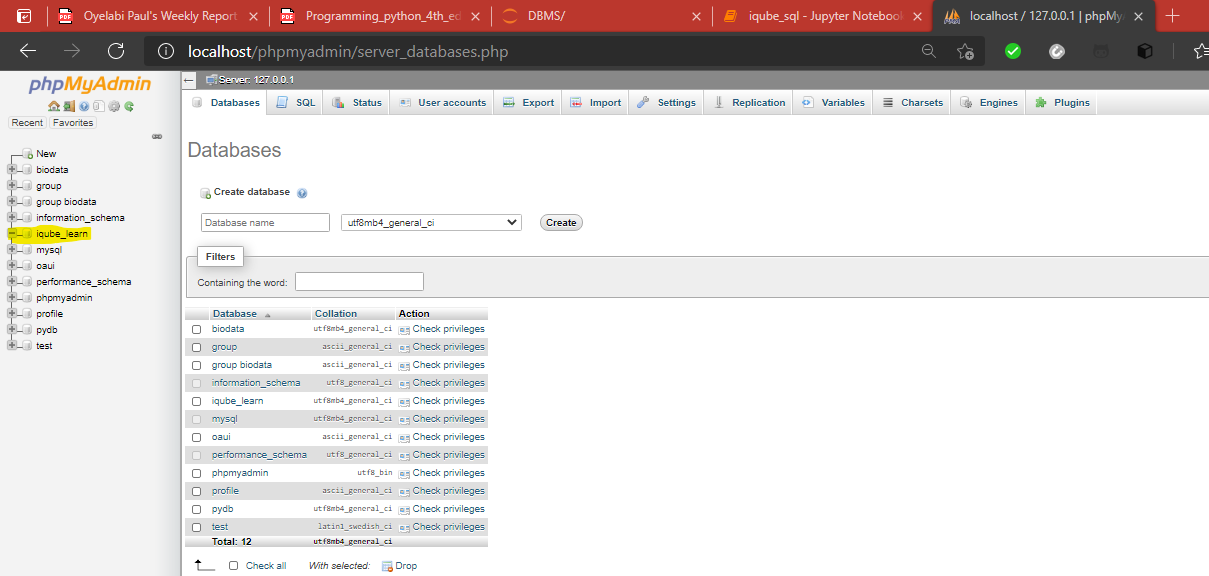 Oyelabi Paul's Weekly Report
Programming_python_4th_ed
DBMS/
iqube_sql - Jupyter Notebook
localhost / 127.0.0.1 | phpMy
localhost/phpmyadmin/server_databases.php
phpMyAdmin
Recent Favorites
New
biodata
group
group biodata
information_schema
iqube_learn
mysql
oaui
performance_schema
phpmyadmin
profile
pydb
test
Server: 127.0.0.1
Databases SQL Status User accounts Export Import Settings Replication Variables Charsets Engines Plugins
Databases
Create database
Database name utf8mb4_general_ci Create
Filters
Containing the word:
Database Collation Action
biodata utf8mb4_general_ci Check privileges
group ascii_general_ci Check privileges
group biodata ascii_general_ci Check privileges
information_schema utf8_general_ci Check privileges
iqube_learn utf8mb4_general_ci Check privileges
mysql utf8mb4_general_ci Check privileges
oaui ascii_general_ci Check privileges
performance_schema utf8_general_ci Check privileges
phpmyadmin utf8_bin Check privileges
profile ascii_general_ci Check privileges
pydb utf8mb4_general_ci Check privileges
test latin1_swedish_ci Check privileges
Total: 12 utf8mb4_general_ci
Check all With selected: Drop